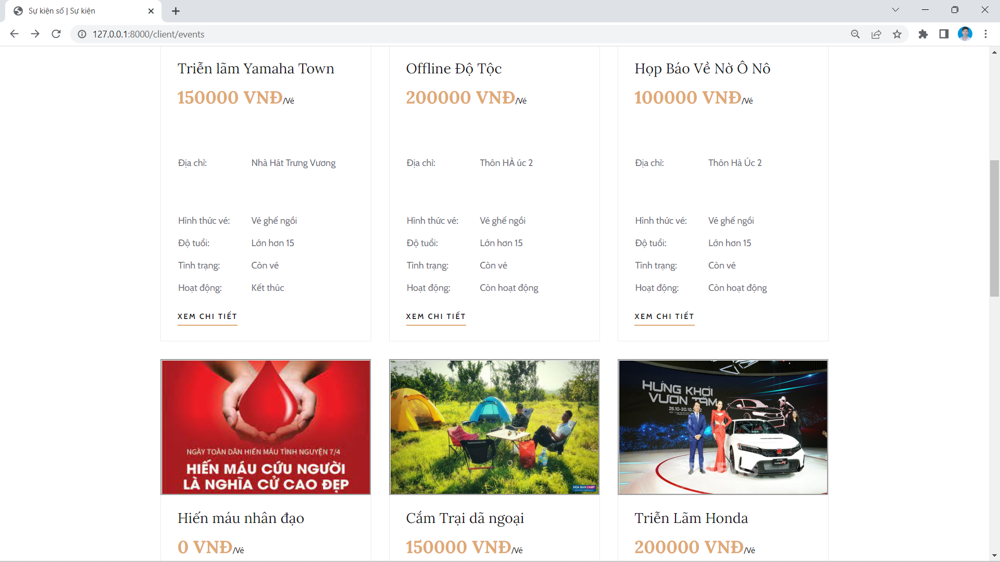 Sự kiện số | Sự kiện
127.0.0.1:8000/client/events
Triễn lãm Yamaha Town
150000 VNĐ/Vé
Địa chỉ: Nhà Hát Trưng Vương
Hình thức vé: Vé ghế ngồi
Độ tuổi: Lớn hơn 15
Tình trạng: Còn vé
Hoạt động: Kết thúc
XEM CHI TIẾT
Offline Độ Tộc
200000 VNĐ/Vé
Địa chỉ: Thôn HÀ úc 2
Hình thức vé: Vé ghế ngồi
Độ tuổi: Lớn hơn 15
Tình trạng: Còn vé
Hoạt động: Còn hoạt động
XEM CHI TIẾT
Họp Báo Về Nờ Ô Nô
100000 VNĐ/Vé
Địa chỉ: Thôn Hà Úc 2
Hình thức vé: Vé ghế ngồi
Độ tuổi: Lớn hơn 15
Tình trạng: Còn vé
Hoạt động: Còn hoạt động
XEM CHI TIẾT
NGÀY TOÀN DÂN HIẾN MÁU TÌNH NGUYỆN 7/4
HIẾN MÁU CỨU NGƯỜI
LÀ NGHĨA CỬ CAO ĐẸP
Hiến máu nhân đạo
0 VNĐ/Vé
HOA BAN CAMP
Cắm Trại dã ngoại
150000 VNĐ/Vé
HỨNG KHỞI
VƯƠN TẦM
26.10-30.10.2022
Triễn Lãm Honda
200000 VNĐ/Vé